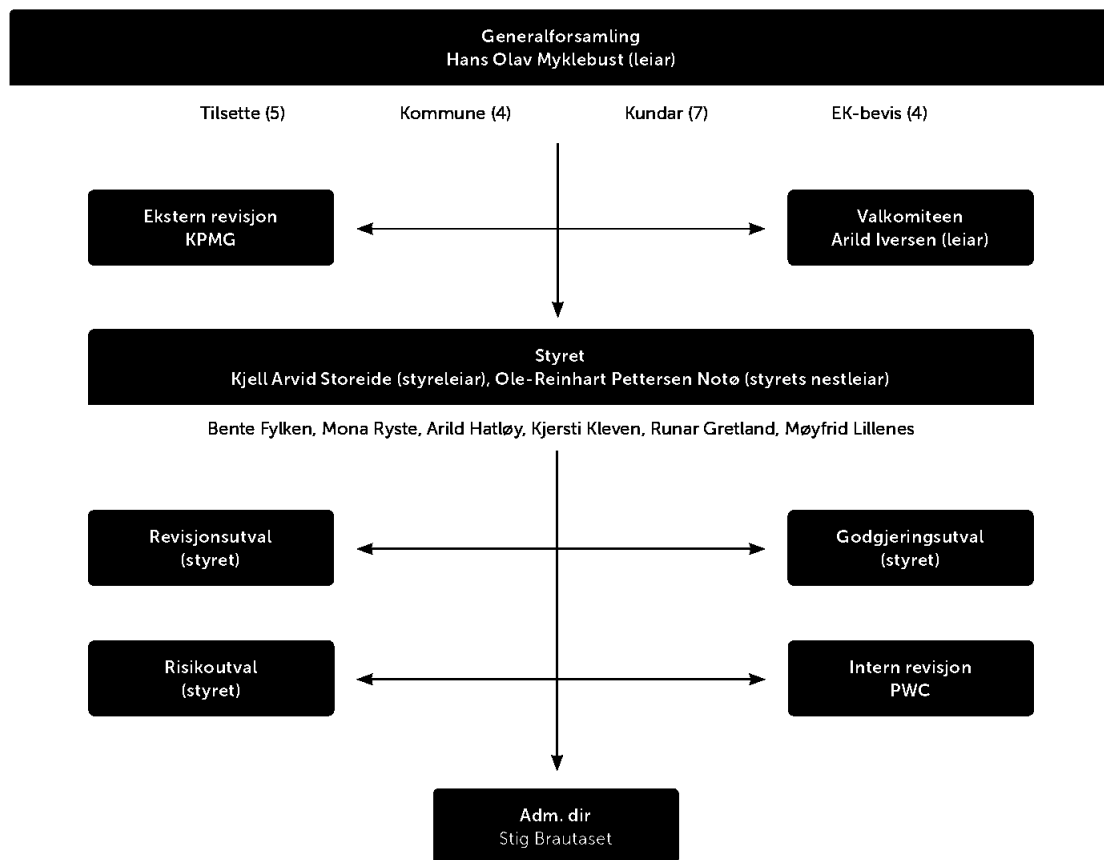 Generalforsamling
Hans Olav Myklebust (leiar)
Tilsette (5)
Kommune (4)
Kundar (7)
EK-bevis (4)
Ekstern revisjon
KPMG
Valkomiteen
Arild Iversen (leiar)
Styret
Kjell Arvid Storeide (styreleiar), Ole-Reinhart Pettersen Notø (styrets nestleiar)
Bente Fylken, Mona Ryste, Arild Hatløy, Kjersti Kleven, Runar Gretland, Møyfrid Lillenes
Revisjonsutval
(styret)
Godgjeringsutval
(styret)
Risikoutval
(styret)
Intern revisjon
PWC
Adm. dir
Stig Brautaset